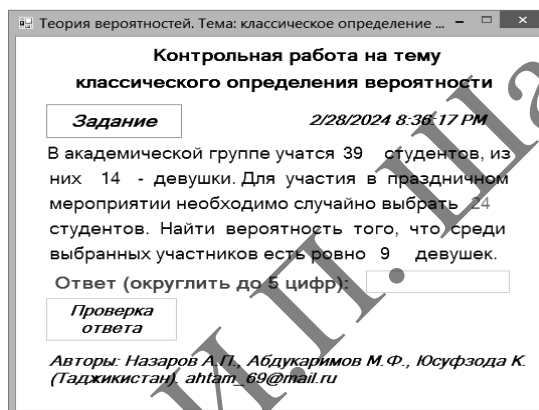 Теория вероятностей. Тема: классическое определение ...
Контрольная работа на тему
классического определения вероятности
Задание 2/28/2024 8:36:17 PM
В академической группе учатся 39 студентов, из
них 14 - девушки. Для участия в праздничном
мероприятии необходимо случайно выбрать 24
студентов. Найти вероятность того, что среди
выбранных участников есть ровно 9 девушек.
Ответ (округлить до 5 цифр):
Проверка
ответа
Авторы: Назаров А.П., Абдукаримов М.Ф., Юсуфзода К.
(Таджикистан). ahtam_69@mail.ru